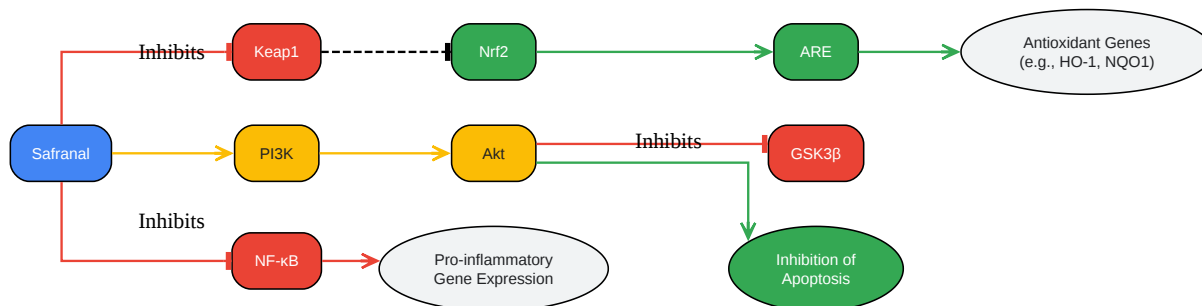 Inhibits
Keap1
Nrf2
ARE
Antioxidant Genes
(e.g., HO-1, NQO1)
Safranal
PI3K
Akt
Inhibits
GSK3β
Inhibits
NF-κB
Pro-inflammatory
Gene Expression
Inhibition of
Apoptosis